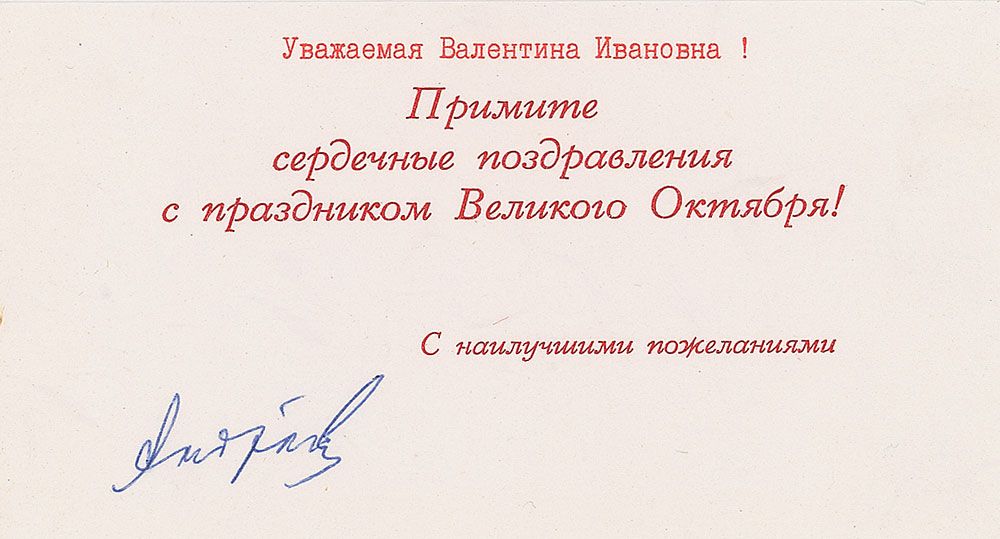 Уважаемая Валентина Ивановна !
Примите
сердечные поздравления
с праздником Великого Октября!
С наилучшими пожеланиями